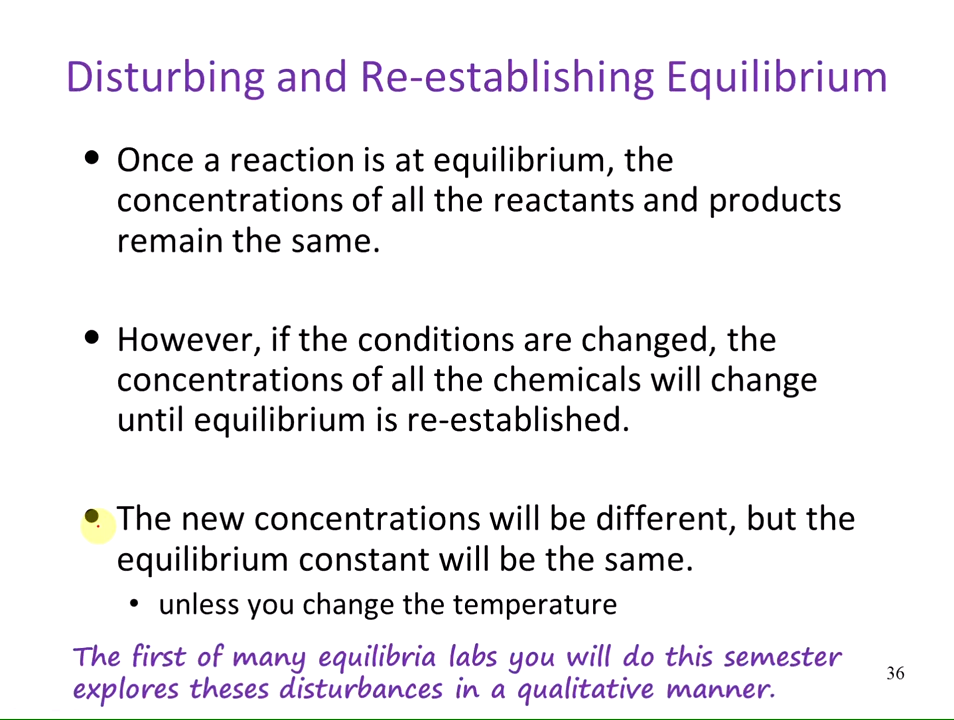 Disturbing and Re-establishing Equilibrium
• Once a reaction is at equilibrium, the
concentrations of all the reactants and products
remain the same.
• However, if the conditions are changed, the
concentrations of all the chemicals will change
until equilibrium is re-established.
• The new concentrations will be different, but the
equilibrium constant will be the same.
• unless you change the temperature
The first of many equilibria labs you will do this semester
explores theses disturbances in a qualitative manner.
36